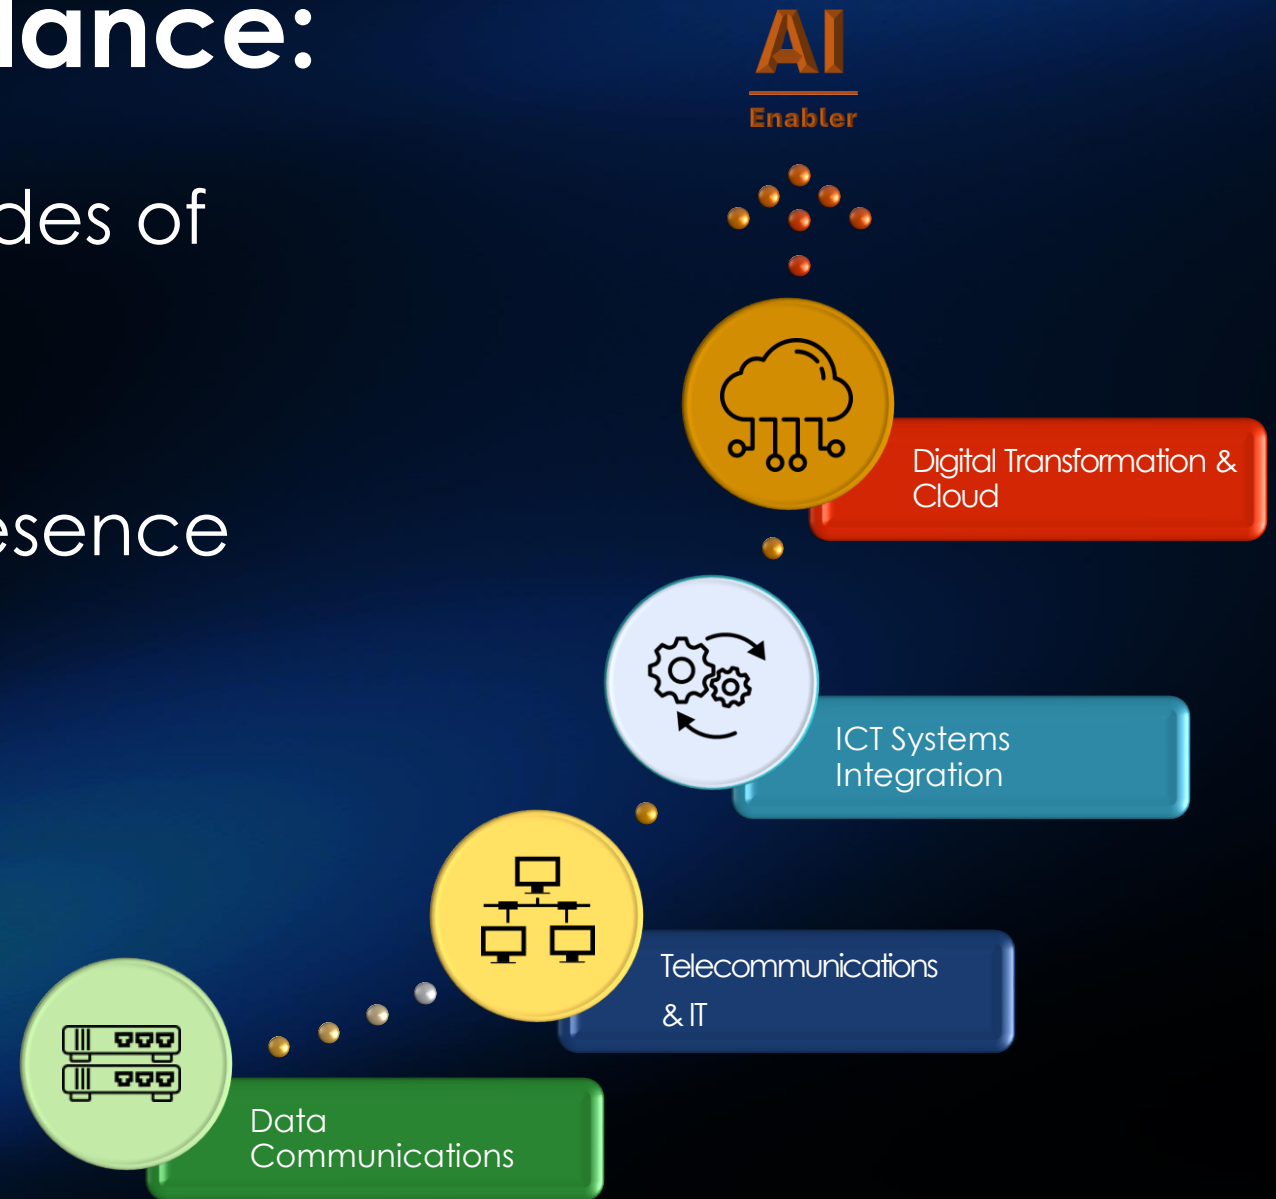 lance:
des of
esence
AI
Enabler
Digital Transformation &
Cloud
ICT Systems
Integration
Telecommunications
& IT
Data
Communications